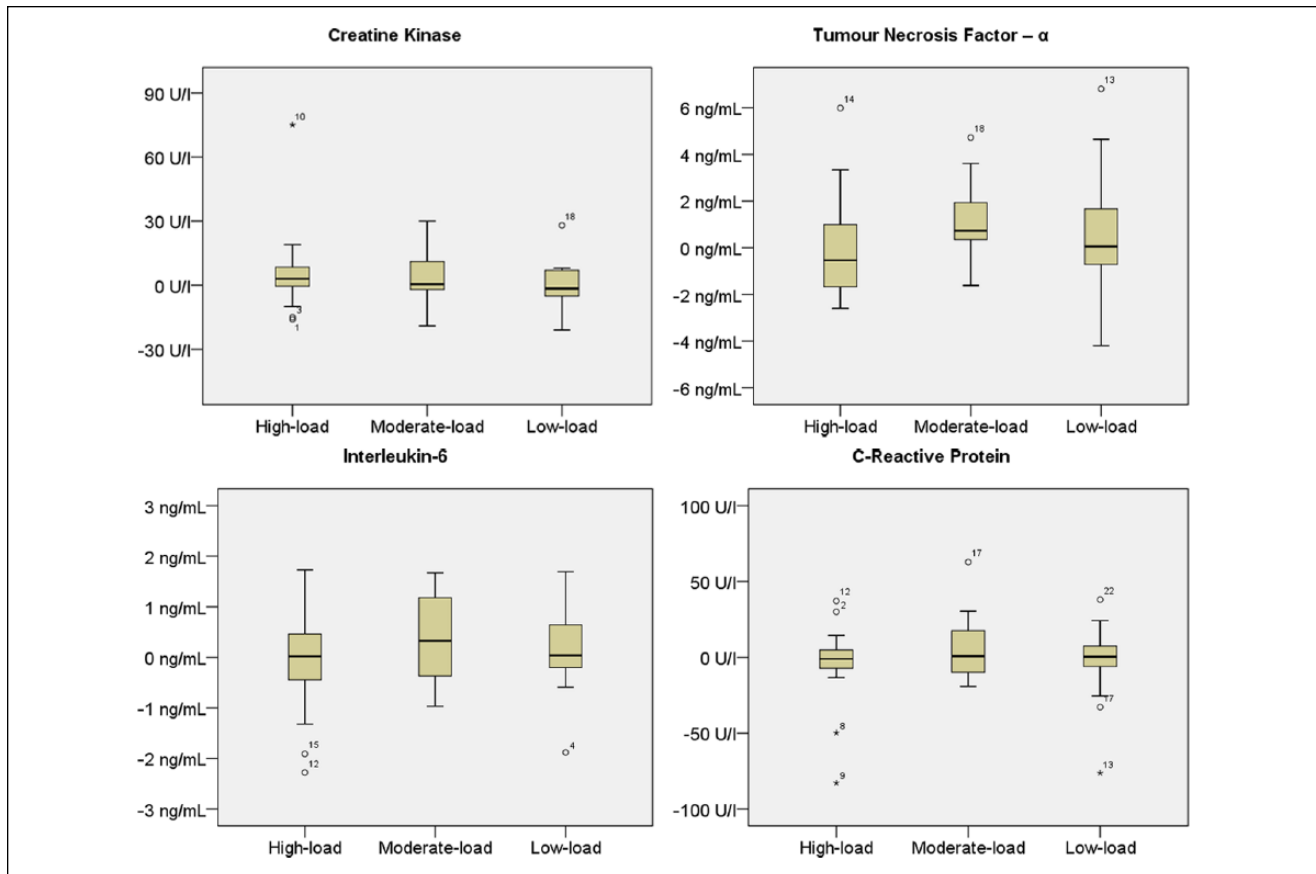 Creatine Kinase
90 U/l
60 U/l
30 U/l
0 U/l
-30 U/l
10
3
1
18
High-load Moderate-load Low-load
Tumour Necrosis Factor – α
6 ng/mL
4 ng/mL
2 ng/mL
0 ng/mL
-2 ng/mL
-4 ng/mL
-6 ng/mL
14
18
13
High-load Moderate-load Low-load
Interleukin-6
3 ng/mL
2 ng/mL
1 ng/mL
0 ng/mL
-1 ng/mL
-2 ng/mL
-3 ng/mL
15
12
4
High-load Moderate-load Low-load
C-Reactive Protein
100 U/l
50 U/l
0 U/l
-50 U/l
-100 U/l
12
2
8
9
17
22
17
13
High-load Moderate-load Low-load